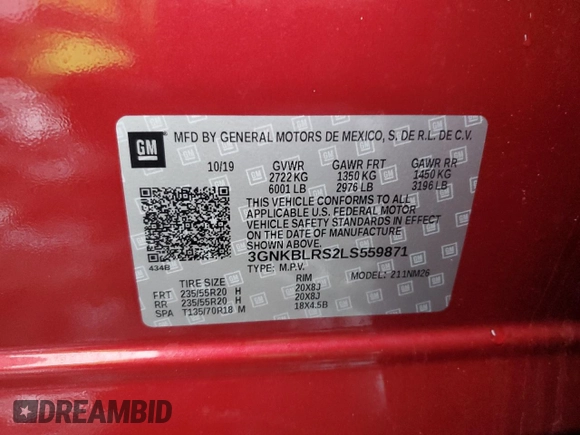 GM
MFD BY GENERAL MOTORS DE MEXICO, S. DE R.L. DE C.V.
10/19 GVWR GAWR FRT GAWR RR
2722 KG 1350 KG 1450 KG
6001 LB 2976 LB 3196 LB
THIS VEHICLE CONFORMS TO ALL
APPLICABLE U.S. FEDERAL MOTOR
VEHICLE SAFETY STANDARDS IN EFFECT
ON THE DATE OF MANUFACTURE SHOWN ABOVE.
3GNKBLRS2LS559871
434B TYPE: M.P.V. MODEL: 211NM26
TIRE SIZE RIM
FRT 235/55R20 H 20X8J
RR 235/55R20 H 20X8J
SPA T135/70R18 M 18X4.5B
DREAMBID